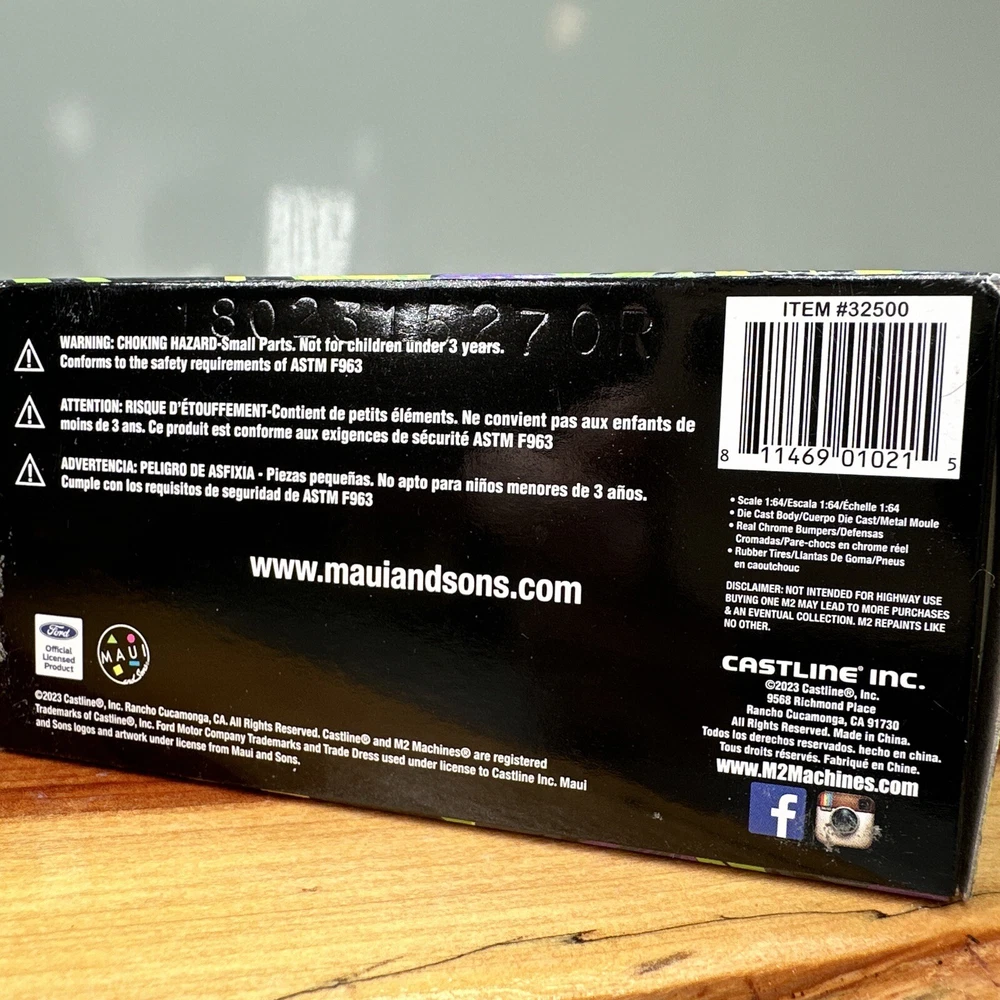 180231S270R
WARNING: CHOKING HAZARD-Small Parts. Not for children under 3 years.
Conforms to the safety requirements of ASTM F963
ATTENTION: RISQUE D'ÉTOUFFEMENT-Contient de petits éléments. Ne convient pas aux enfants de
moins de 3 ans. Ce produit est conforme aux exigences de sécurité ASTM F963
ADVERTENCIA: PELIGRO DE ASFIXIA - Piezas pequeñas. No apto para niños menores de 3 años.
Cumple con los requisitos de seguridad de ASTM F963
www.mauiandsons.com
Ford
Official
Licensed
Product
MAUI
and Sons
©2023 Castline®, Inc. Rancho Cucamonga, CA. All Rights Reserved. Castline® and M2 Machines® are registered
Trademarks of Castline®, Inc. Ford Motor Company Trademarks and Trade Dress used under license to Castline Inc. Maui
and Sons logos and artwork under license from Maui and Sons.
ITEM #32500
8 11469 01021 5
• Scale 1:64/Escala 1:64/Échelle 1:64
• Die Cast Body/Cuerpo Die Cast/Metal Moule
• Real Chrome Bumpers/Defensas
Cromadas/Pare-chocs en chrome réel
• Rubber Tires/Llantas De Goma/Pneus
en caoutchouc
DISCLAIMER: NOT INTENDED FOR HIGHWAY USE
BUYING ONE M2 MAY LEAD TO MORE PURCHASES
& AN EVENTUAL COLLECTION. M2 REPAINTS LIKE
NO OTHER.
CASTLINE® INC.
©2023 Castline®, Inc.
9568 Richmond Place
Rancho Cucamonga, CA 91730
All Rights Reserved. Made in China.
Todos los derechos reservados. hecho en china.
Tous droits réservés. Fabriqué en Chine.
www.M2Machines.com
f